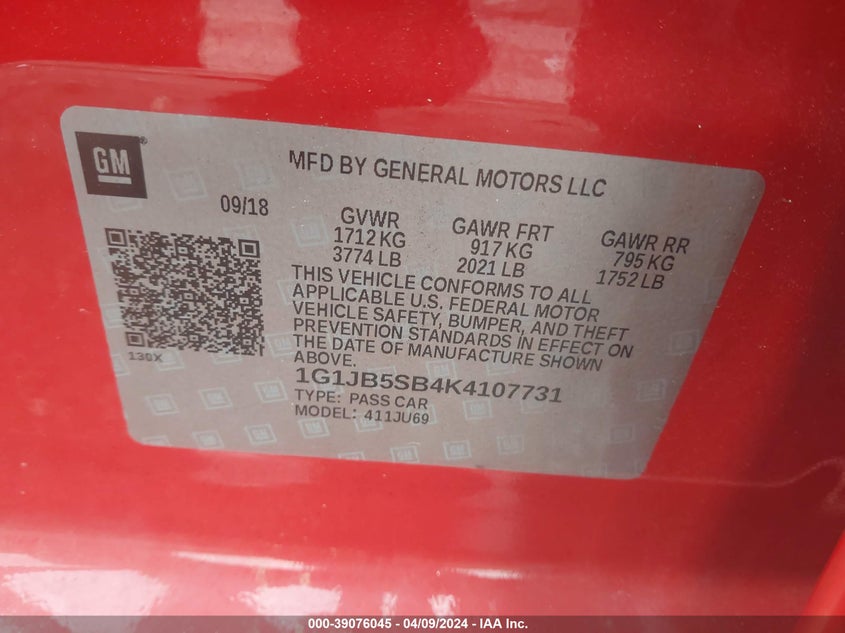 GM
MFD BY GENERAL MOTORS LLC
09/18
GVWR
1712 KG
3774 LB
GAWR FRT
917 KG
2021 LB
GAWR RR
795 KG
1752 LB
THIS VEHICLE CONFORMS TO ALL
APPLICABLE U.S. FEDERAL MOTOR
VEHICLE SAFETY, BUMPER, AND THEFT
PREVENTION STANDARDS IN EFFECT ON
THE DATE OF MANUFACTURE SHOWN
ABOVE.
130X
1G1JB5SB4K4107731
TYPE: PASS CAR
MODEL: 411JU69
000-39076045 - 04/09/2024 - IAA Inc.